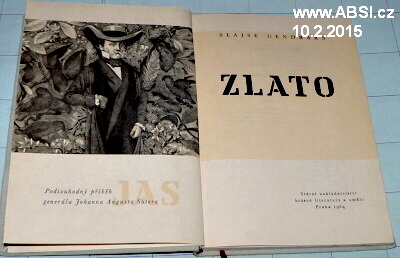 www.ABSI.cz
10.2.2015
BLAISE CENDRARS
ZLATO
JAS
Podivuhodný příběh
generála Johanna Augusta Sutera
Státní nakladatelství
krásné literatury a umění
Praha 1964